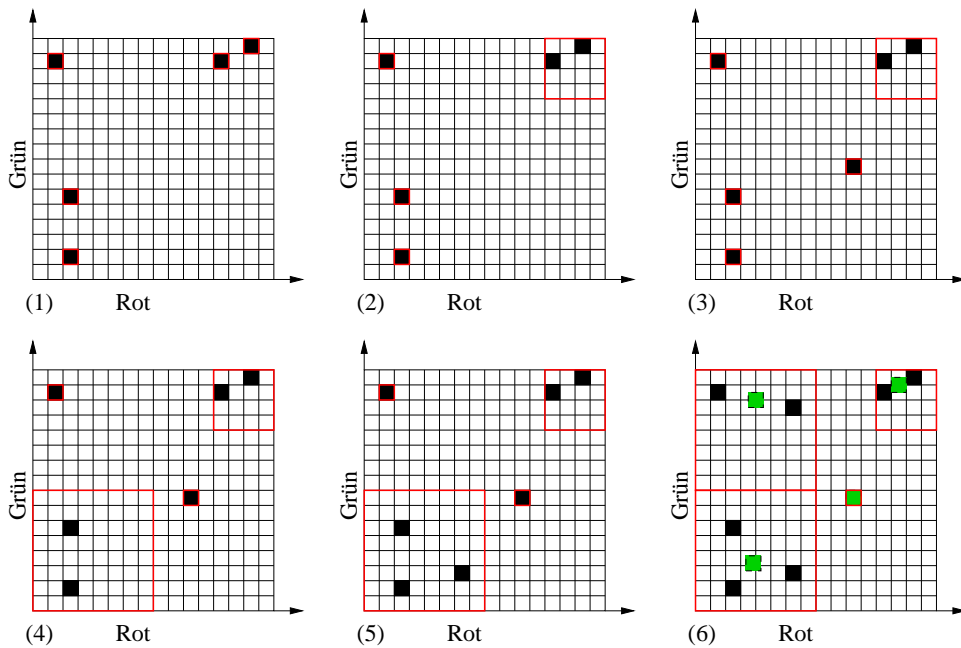 Grün
(1) Rot
Grün
(2) Rot
Grün
(3) Rot
Grün
(4) Rot
Grün
(5) Rot
Grün
(6) Rot